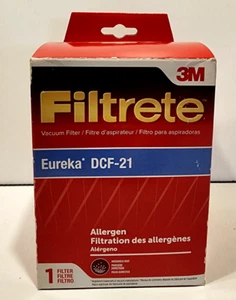 3M
Filtrete
Vacuum Filter / Filtre d'aspirateur / Filtro para aspiradoras
Eureka® DCF-21
Allergen
Filtration des allergènes
Alérgeno
1 FILTER
FILTRE
FILTRO